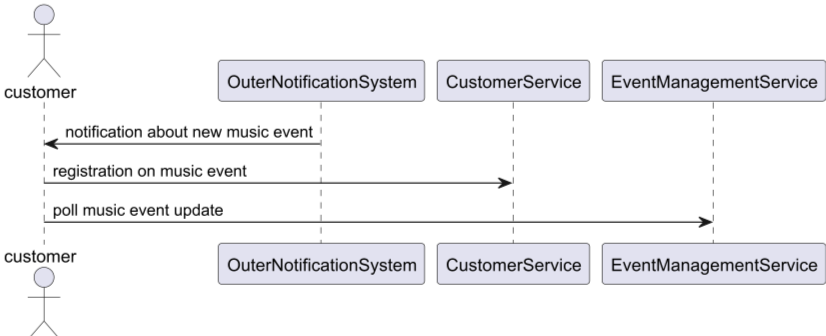 customer
OuterNotificationSystem
CustomerService
EventManagementService
notification about new music event
registration on music event
poll music event update
customer
OuterNotificationSystem
CustomerService
EventManagementService